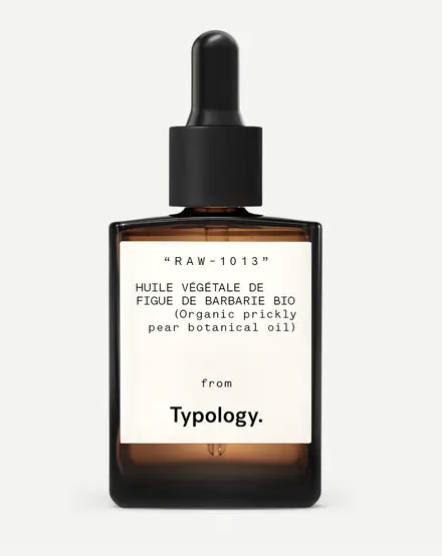 “RAW-1013”
HUILE VÉGÉTALE DE
FIGUE DE BARBARIE BIO
(Organic prickly
pear botanical oil)
from
Typology.